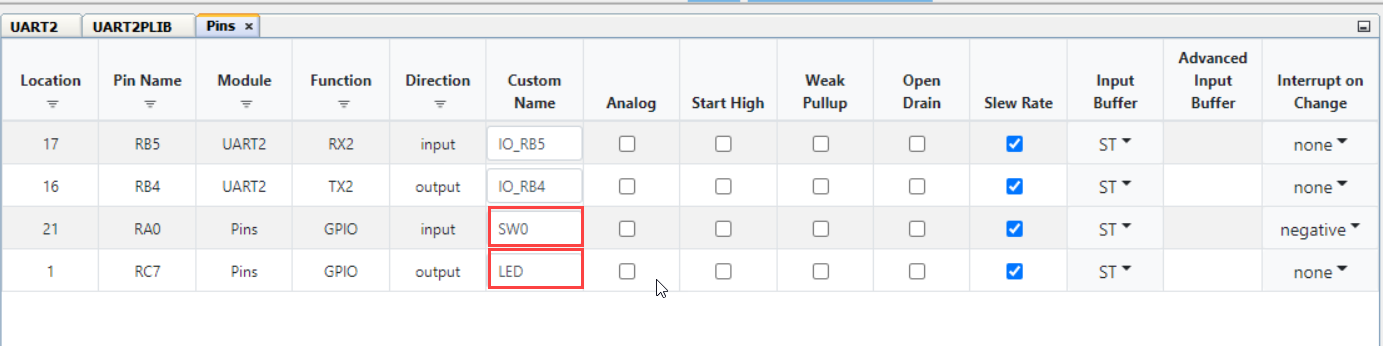 UART2 UART2PLIB Pins ×
Location Pin Name Module Function Direction Custom Name Analog Start High Weak Pullup Open Drain Slew Rate Input Buffer Advanced Input Buffer Interrupt on Change
17 RB5 UART2 RX2 input IO_RB5 ST none
16 RB4 UART2 TX2 output IO_RB4 ST none
21 RA0 Pins GPIO input SW0 ST negative
1 RC7 Pins GPIO output LED ST none